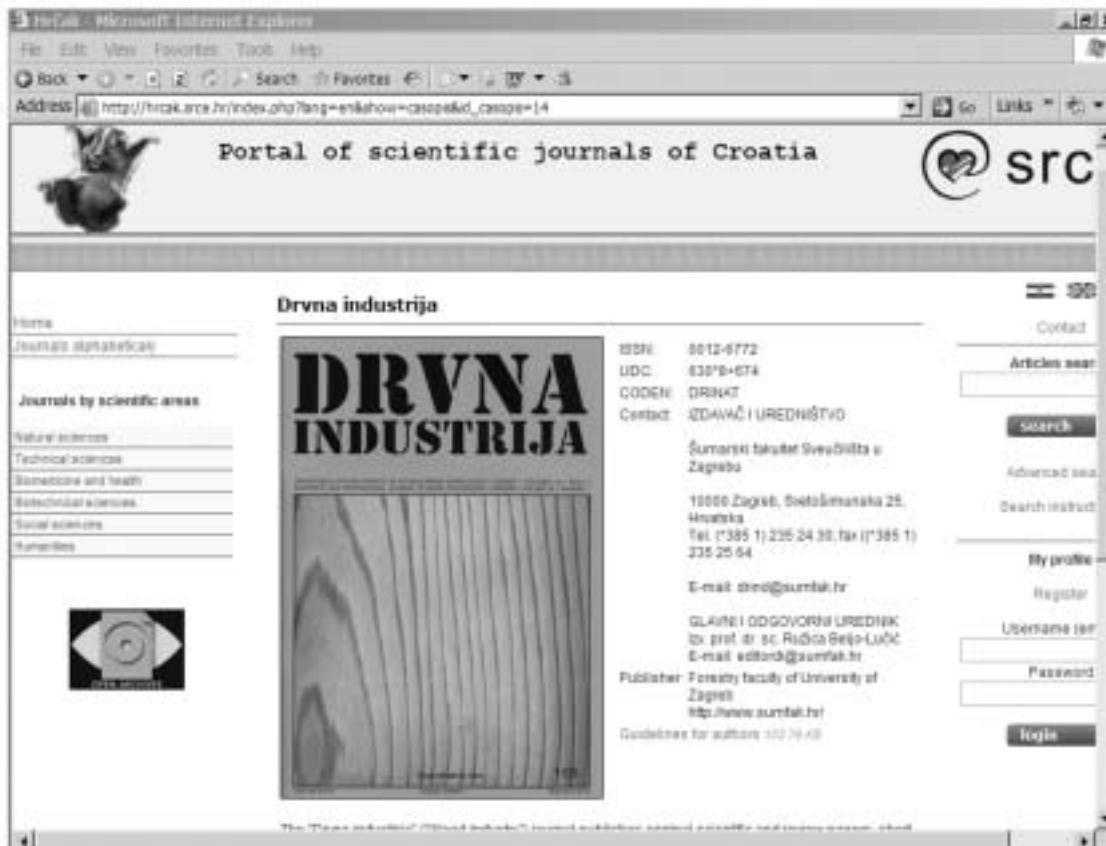 Hrčak - Microsoft Internet Explorer
File Edit View Favorites Tools Help
Back Search Favorites
Address http://hrcak.srce.hr/index.php?lang=en&show=casopis&id_casopis=14 Go Links
Portal of scientific journals of Croatia
src
Home
Journals alphabetically
Journals by scientific areas
Natural sciences
Technical sciences
Biomedicine and health
Biotechnical sciences
Social sciences
Humanities
OPEN ARCHIVES
Drvna industrija
DRVNA
INDUSTRIJA
ISSN: 0012-6772
UDC: 630*8+674
CODEN: DRINAT
Contact: IZDAVAČ I UREDNIŠTVO
Šumarski fakultet Sveučilišta u
Zagrebu
10000 Zagreb, Svetošimunska 25,
Hrvatska
Tel. (*385 1) 235 24 30; fax ((*385 1)
235 25 64
E-mail: drind@sumfak.hr
GLAVNI I ODGOVORNI UREDNIK
Izv. prof. dr. sc. Ružica Beljo-Lučić
E-mail: editordi@sumfak.hr
Publisher: Forestry faculty of University of
Zagreb
http://www.sumfak.hr/
Guidelines for authors
Contact
Articles sear
search
Advanced sea
Search instruct
My profile
Register
Username (em
Password
login